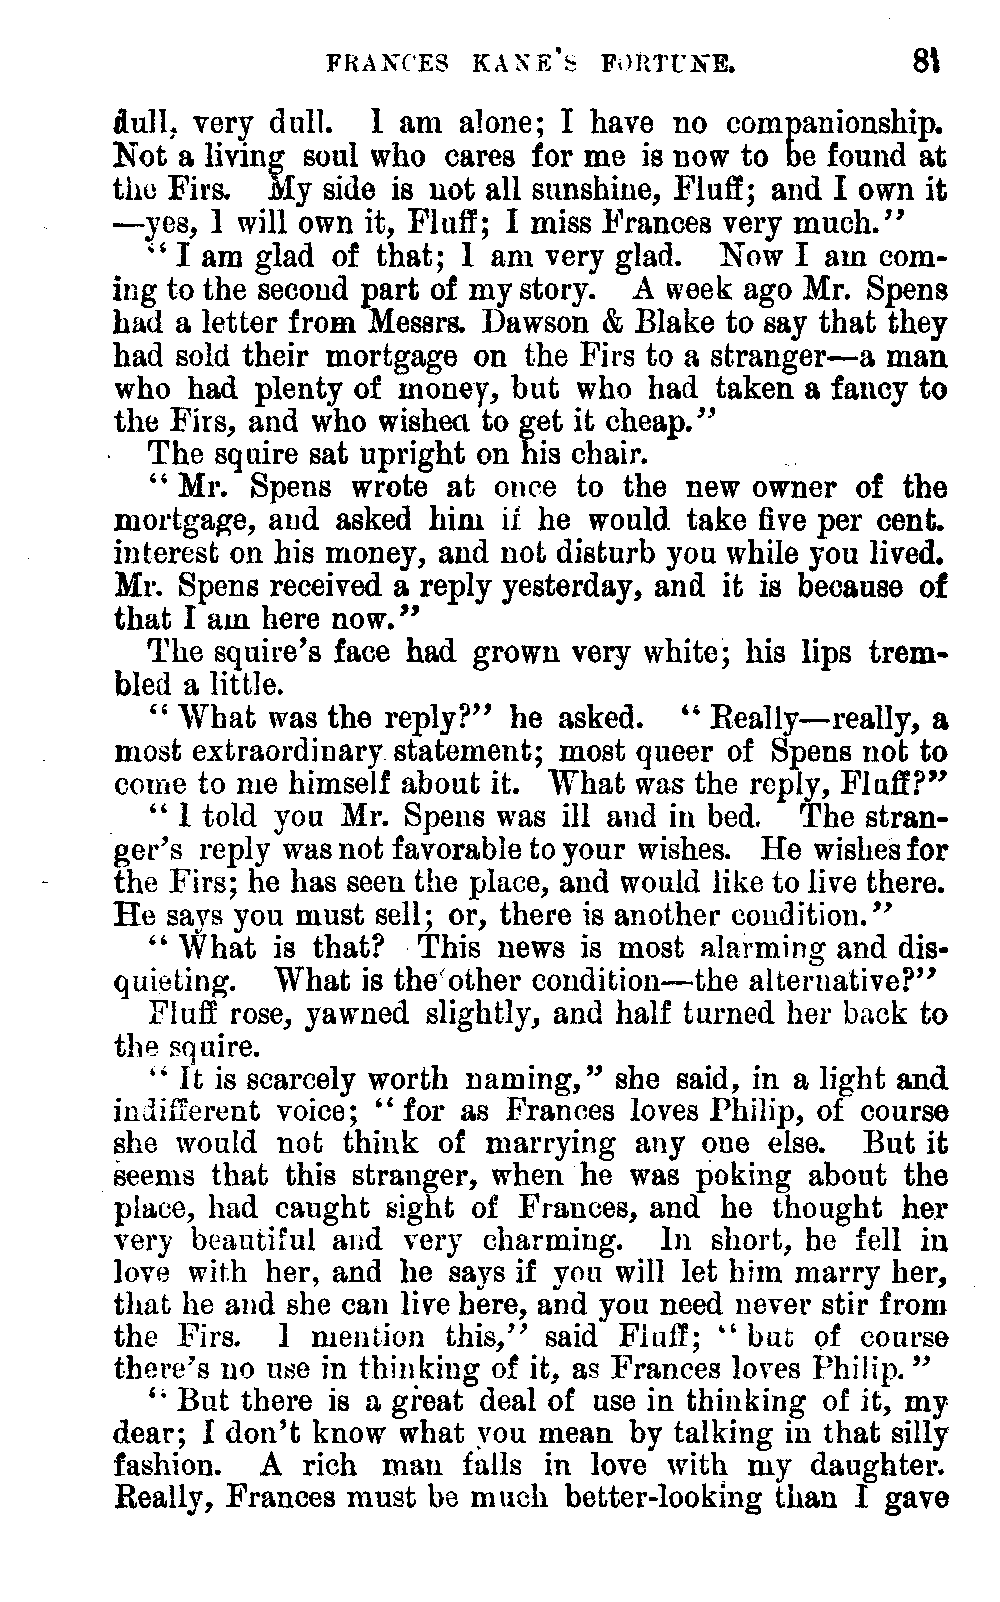 FRANCES KANE'S FORTUNE. 81
dull, very dull. I am alone; I have no companionship.
Not a living soul who cares for me is now to be found at
the Firs. My side is not all sunshine, Fluff; and I own it
—yes, I will own it, Fluff; I miss Frances very much."
"I am glad of that; I am very glad. Now I am com-
ing to the second part of my story. A week ago Mr. Spens
had a letter from Messrs. Dawson & Blake to say that they
had sold their mortgage on the Firs to a stranger—a man
who had plenty of money, but who had taken a fancy to
the Firs, and who wished to get it cheap."
The squire sat upright on his chair.
"Mr. Spens wrote at once to the new owner of the
mortgage, and asked him if he would take five per cent.
interest on his money, and not disturb you while you lived.
Mr. Spens received a reply yesterday, and it is because of
that I am here now."
The squire's face had grown very white; his lips trem-
bled a little.
"What was the reply?" he asked. "Really—really, a
most extraordinary statement; most queer of Spens not to
come to me himself about it. What was the reply, Fluff?"
"I told you Mr. Spens was ill and in bed. The stran-
ger's reply was not favorable to your wishes. He wishes for
the Firs; he has seen the place, and would like to live there.
He says you must sell; or, there is another condition."
"What is that? This news is most alarming and dis-
quieting. What is the other condition—the alternative?"
Fluff rose, yawned slightly, and half turned her back to
the squire.
"It is scarcely worth naming," she said, in a light and
indifferent voice; "for as Frances loves Philip, of course
she would not think of marrying any one else. But it
seems that this stranger, when he was poking about the
place, had caught sight of Frances, and he thought her
very beautiful and very charming. In short, he fell in
love with her, and he says if you will let him marry her,
that he and she can live here, and you need never stir from
the Firs. I mention this," said Fluff; "but of course
there's no use in thinking of it, as Frances loves Philip."
"But there is a great deal of use in thinking of it, my
dear; I don't know what you mean by talking in that silly
fashion. A rich man falls in love with my daughter.
Really, Frances must be much better-looking than I gave